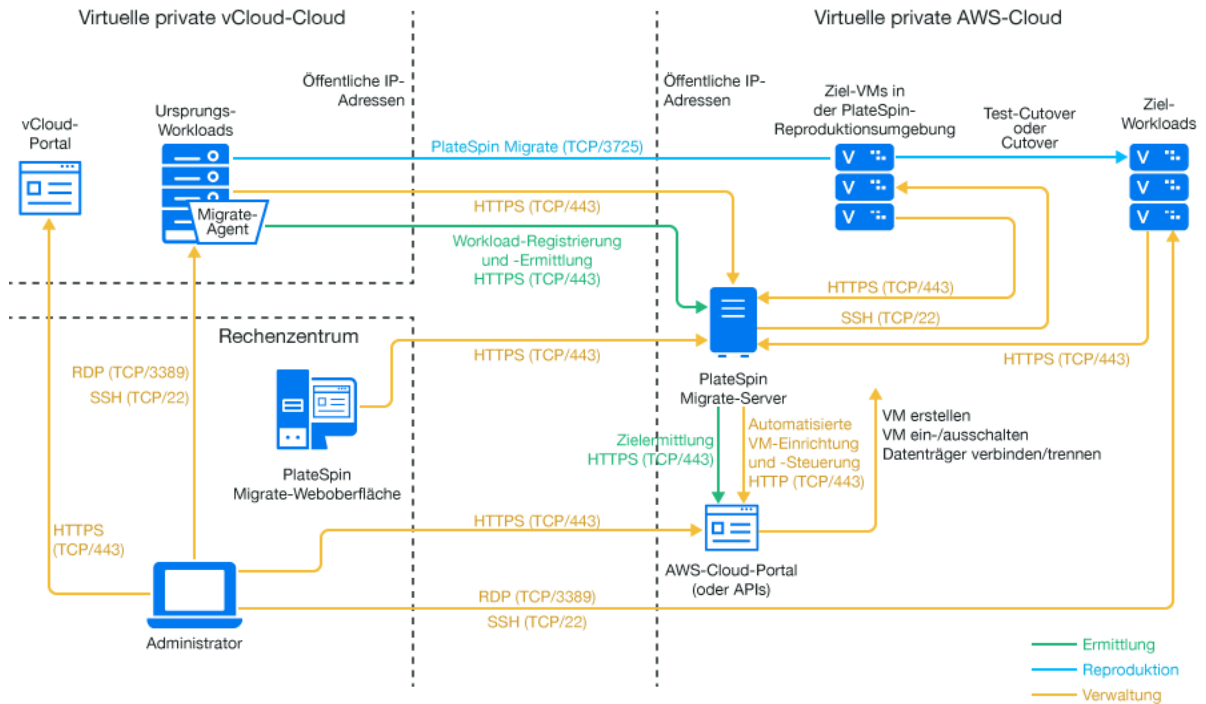 Virtuelle private vCloud-Cloud
Virtuelle private AWS-Cloud
Öffentliche IP-
Adressen
Öffentliche IP-
Adressen
vCloud-
Portal
Ursprungs-
Workloads
Migrate-
Agent
Ziel-VMs in
der PlateSpin-
Reproduktionsumgebung
Test-Cutover
oder
Cutover
Ziel-
Workloads
PlateSpin Migrate (TCP/3725)
HTTPS (TCP/443)
Workload-Registrierung
und -Ermittlung
HTTPS (TCP/443)
HTTPS (TCP/443)
SSH (TCP/22)
HTTPS (TCP/443)
Rechenzentrum
HTTPS (TCP/443)
RDP (TCP/3389)
SSH (TCP/22)
PlateSpin
Migrate-Server
PlateSpin
Migrate-Weboberfläche
Zielermittlung
HTTPS (TCP/443)
Automatisierte
VM-Einrichtung
und -Steuerung
HTTP (TCP/443)
VM erstellen
VM ein-/ausschalten
Datenträger verbinden/trennen
HTTPS
(TCP/443)
HTTPS (TCP/443)
AWS-Cloud-Portal
(oder APIs)
RDP (TCP/3389)
SSH (TCP/22)
Administrator
Ermittlung
Reproduktion
Verwaltung
V
V
V
V
V
V